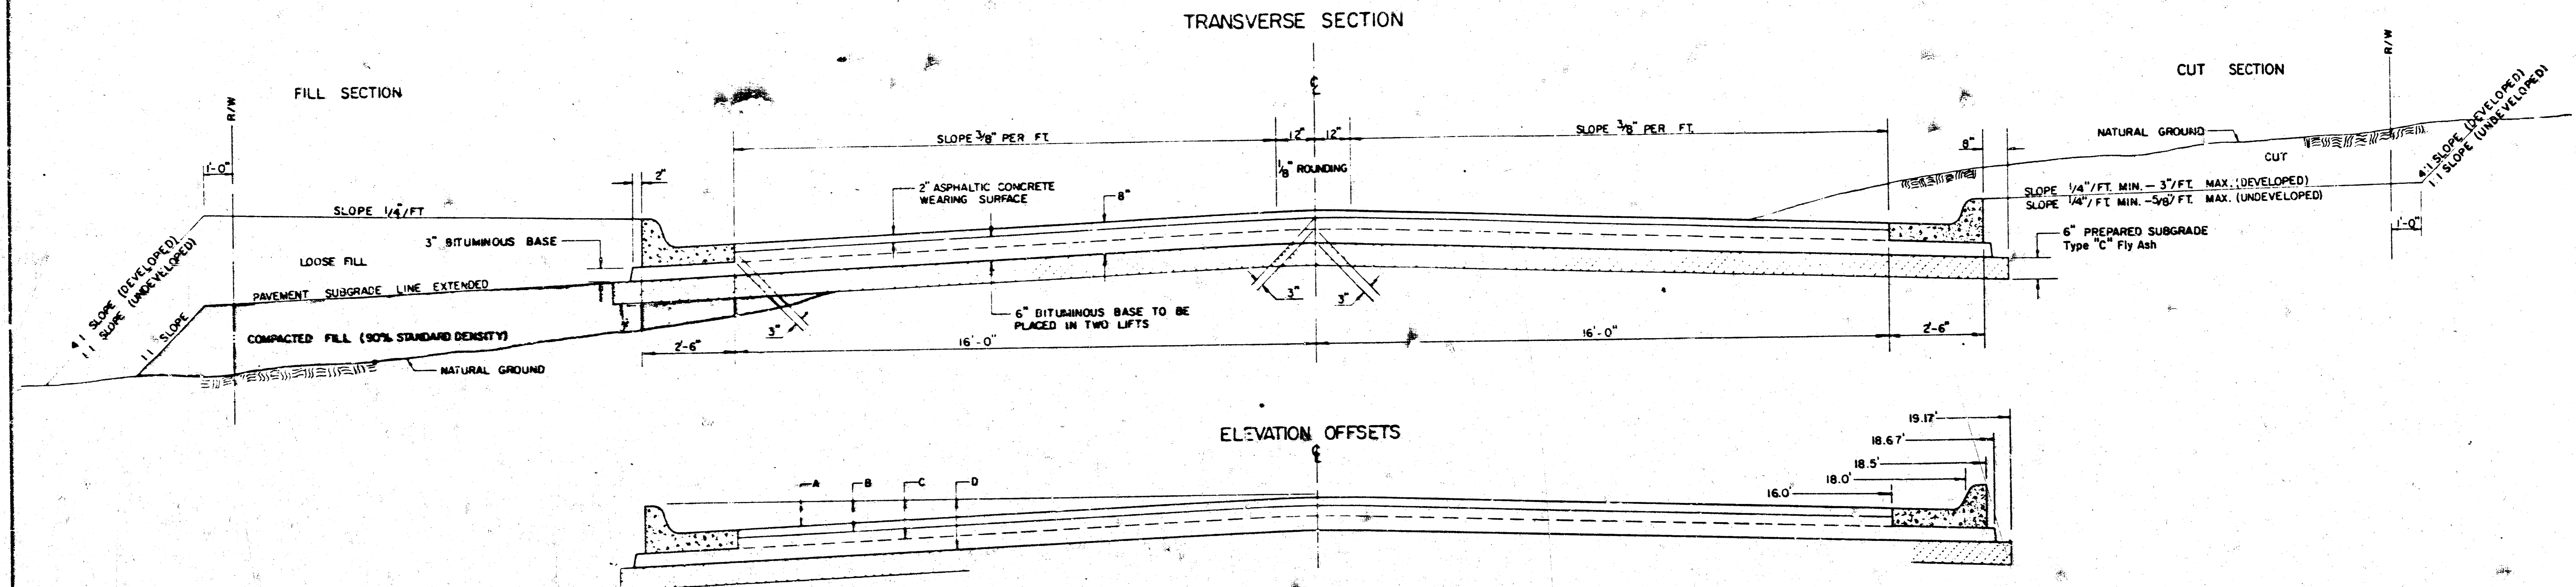 TRANSVERSE SECTION
FILL SECTION
CUT SECTION
R/W
R/W
℄
SLOPE 3/8" PER FT.
12"
12"
SLOPE 3/8" PER FT.
1/8" ROUNDING
8"
NATURAL GROUND
CUT
4:1 SLOPE (DEVELOPED)
1:1 SLOPE (UNDEVELOPED)
1'-0"
2"
2" ASPHALTIC CONCRETE
WEARING SURFACE
8"
SLOPE 1/4"/FT. MIN. - 3"/FT. MAX. (DEVELOPED)
SLOPE 1/4"/FT. MIN. - 5/8"/FT. MAX. (UNDEVELOPED)
SLOPE 1/4"/FT
3" BITUMINOUS BASE
1'-0"
6" PREPARED SUBGRADE
Type "C" Fly Ash
LOOSE FILL
4:1 SLOPE (DEVELOPED)
1:1 SLOPE (UNDEVELOPED)
PAVEMENT SUBGRADE LINE EXTENDED
1:1 SLOPE
3"
3"
3"
6" BITUMINOUS BASE TO BE
PLACED IN TWO LIFTS
COMPACTED FILL (90% STANDARD DENSITY)
2'-6"
16'-0"
16'-0"
2'-6"
NATURAL GROUND
ELEVATION OFFSETS
℄
19.17'
18.67'
18.5'
18.0'
16.0'
A
B
C
D